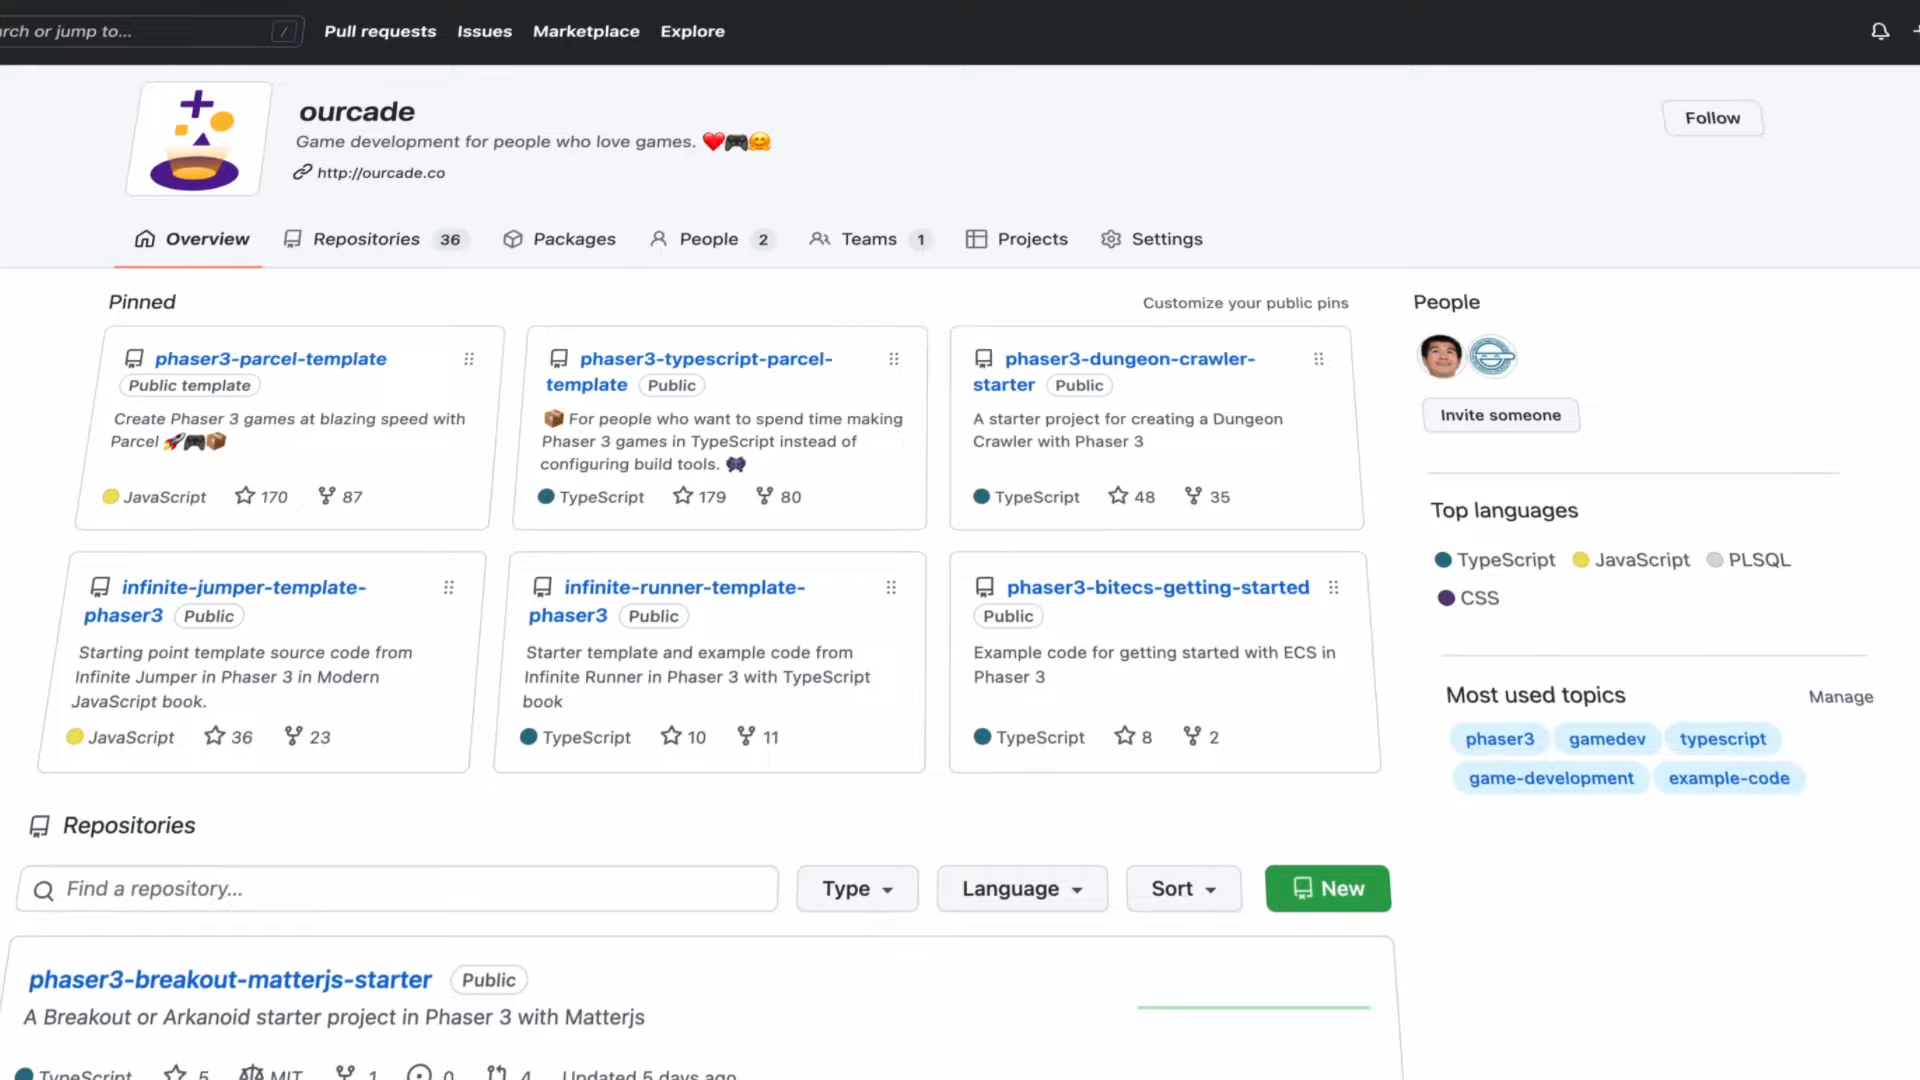 rch or jump to... /
Pull requests Issues Marketplace Explore
ourcade
Game development for people who love games. ❤️🎮🤗
http://ourcade.co
Follow
Overview Repositories 36 Packages People 2 Teams 1 Projects Settings
Pinned
Customize your public pins
phaser3-parcel-template
Public template
Create Phaser 3 games at blazing speed with
Parcel 🚀🎮📦
JavaScript 170 87
phaser3-typescript-parcel-
template Public
📦 For people who want to spend time making
Phaser 3 games in TypeScript instead of
configuring build tools. 👾
TypeScript 179 80
phaser3-dungeon-crawler-
starter Public
A starter project for creating a Dungeon
Crawler with Phaser 3
TypeScript 48 35
infinite-jumper-template-
phaser3 Public
Starting point template source code from
Infinite Jumper in Phaser 3 in Modern
JavaScript book.
JavaScript 36 23
infinite-runner-template-
phaser3 Public
Starter template and example code from
Infinite Runner in Phaser 3 with TypeScript
book
TypeScript 10 11
phaser3-bitecs-getting-started
Public
Example code for getting started with ECS in
Phaser 3
TypeScript 8 2
People
Invite someone
Top languages
TypeScript JavaScript PLSQL
CSS
Most used topics Manage
phaser3 gamedev typescript
game-development example-code
Repositories
Find a repository...
Type Language Sort New
phaser3-breakout-matterjs-starter Public
A Breakout or Arkanoid starter project in Phaser 3 with Matterjs
TypeScript 5 MIT 1 0 4 Updated 5 days ago